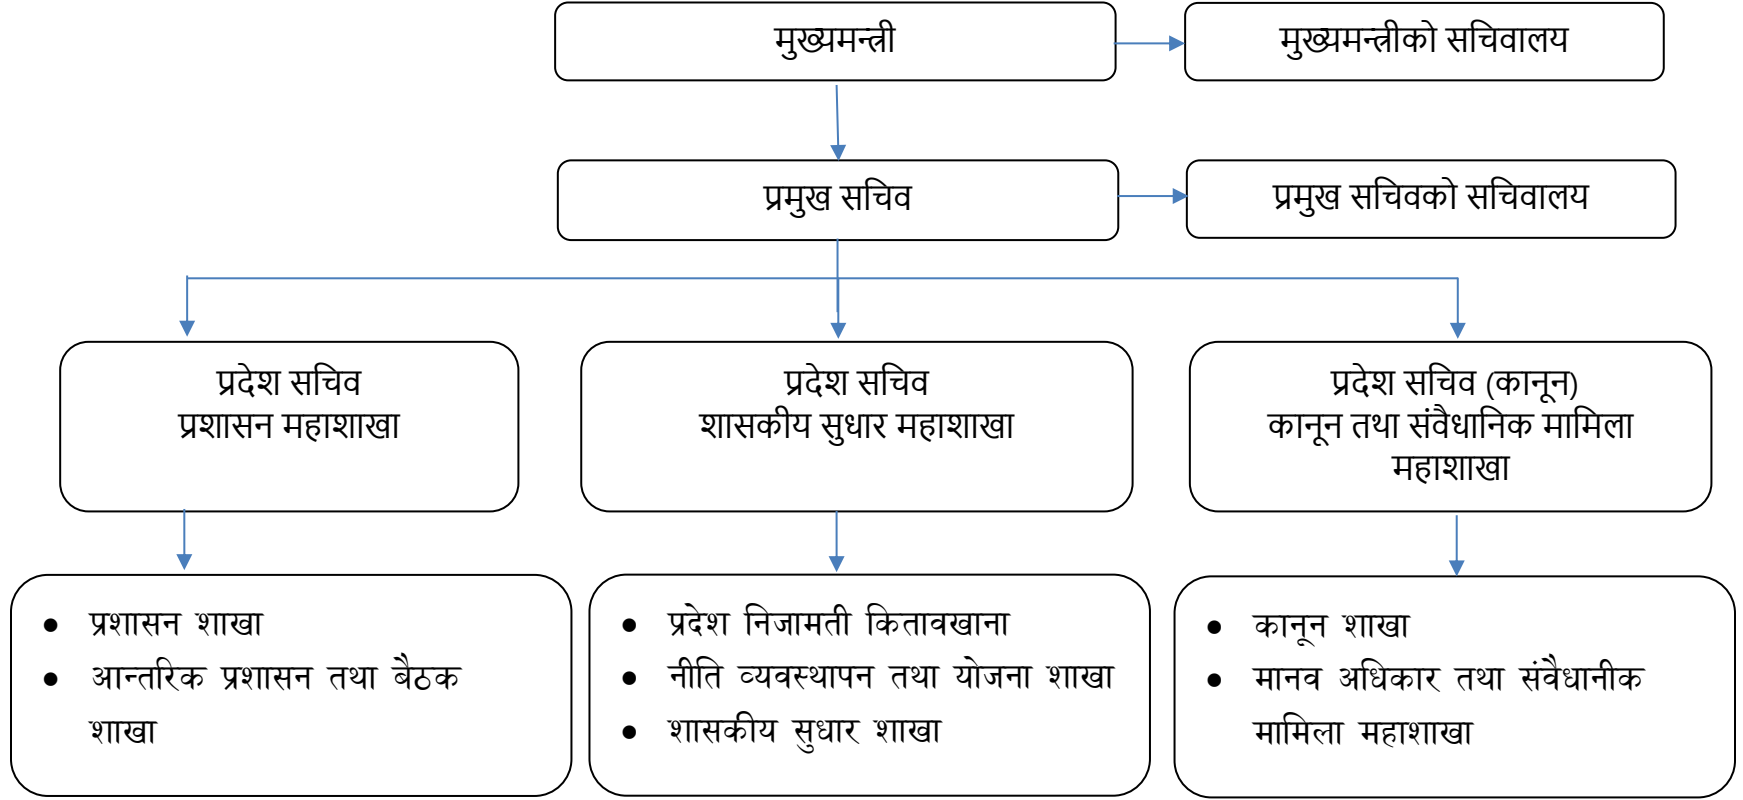 मुख्यमन्त्री
मुख्यमन्त्रीको सचिवालय
प्रमुख सचिव
प्रमुख सचिवको सचिवालय
प्रदेश सचिव
प्रशासन महाशाखा
प्रदेश सचिव
शासकीय सुधार महाशाखा
प्रदेश सचिव (कानून)
कानून तथा संवैधानिक मामिला
महाशाखा
• प्रशासन शाखा
• आन्तरिक प्रशासन तथा बैठक
शाखा
• प्रदेश निजामती कितावखाना
• नीति व्यवस्थापन तथा योजना शाखा
• शासकीय सुधार शाखा
• कानून शाखा
• मानव अधिकार तथा संवैधानीक
मामिला महाशाखा